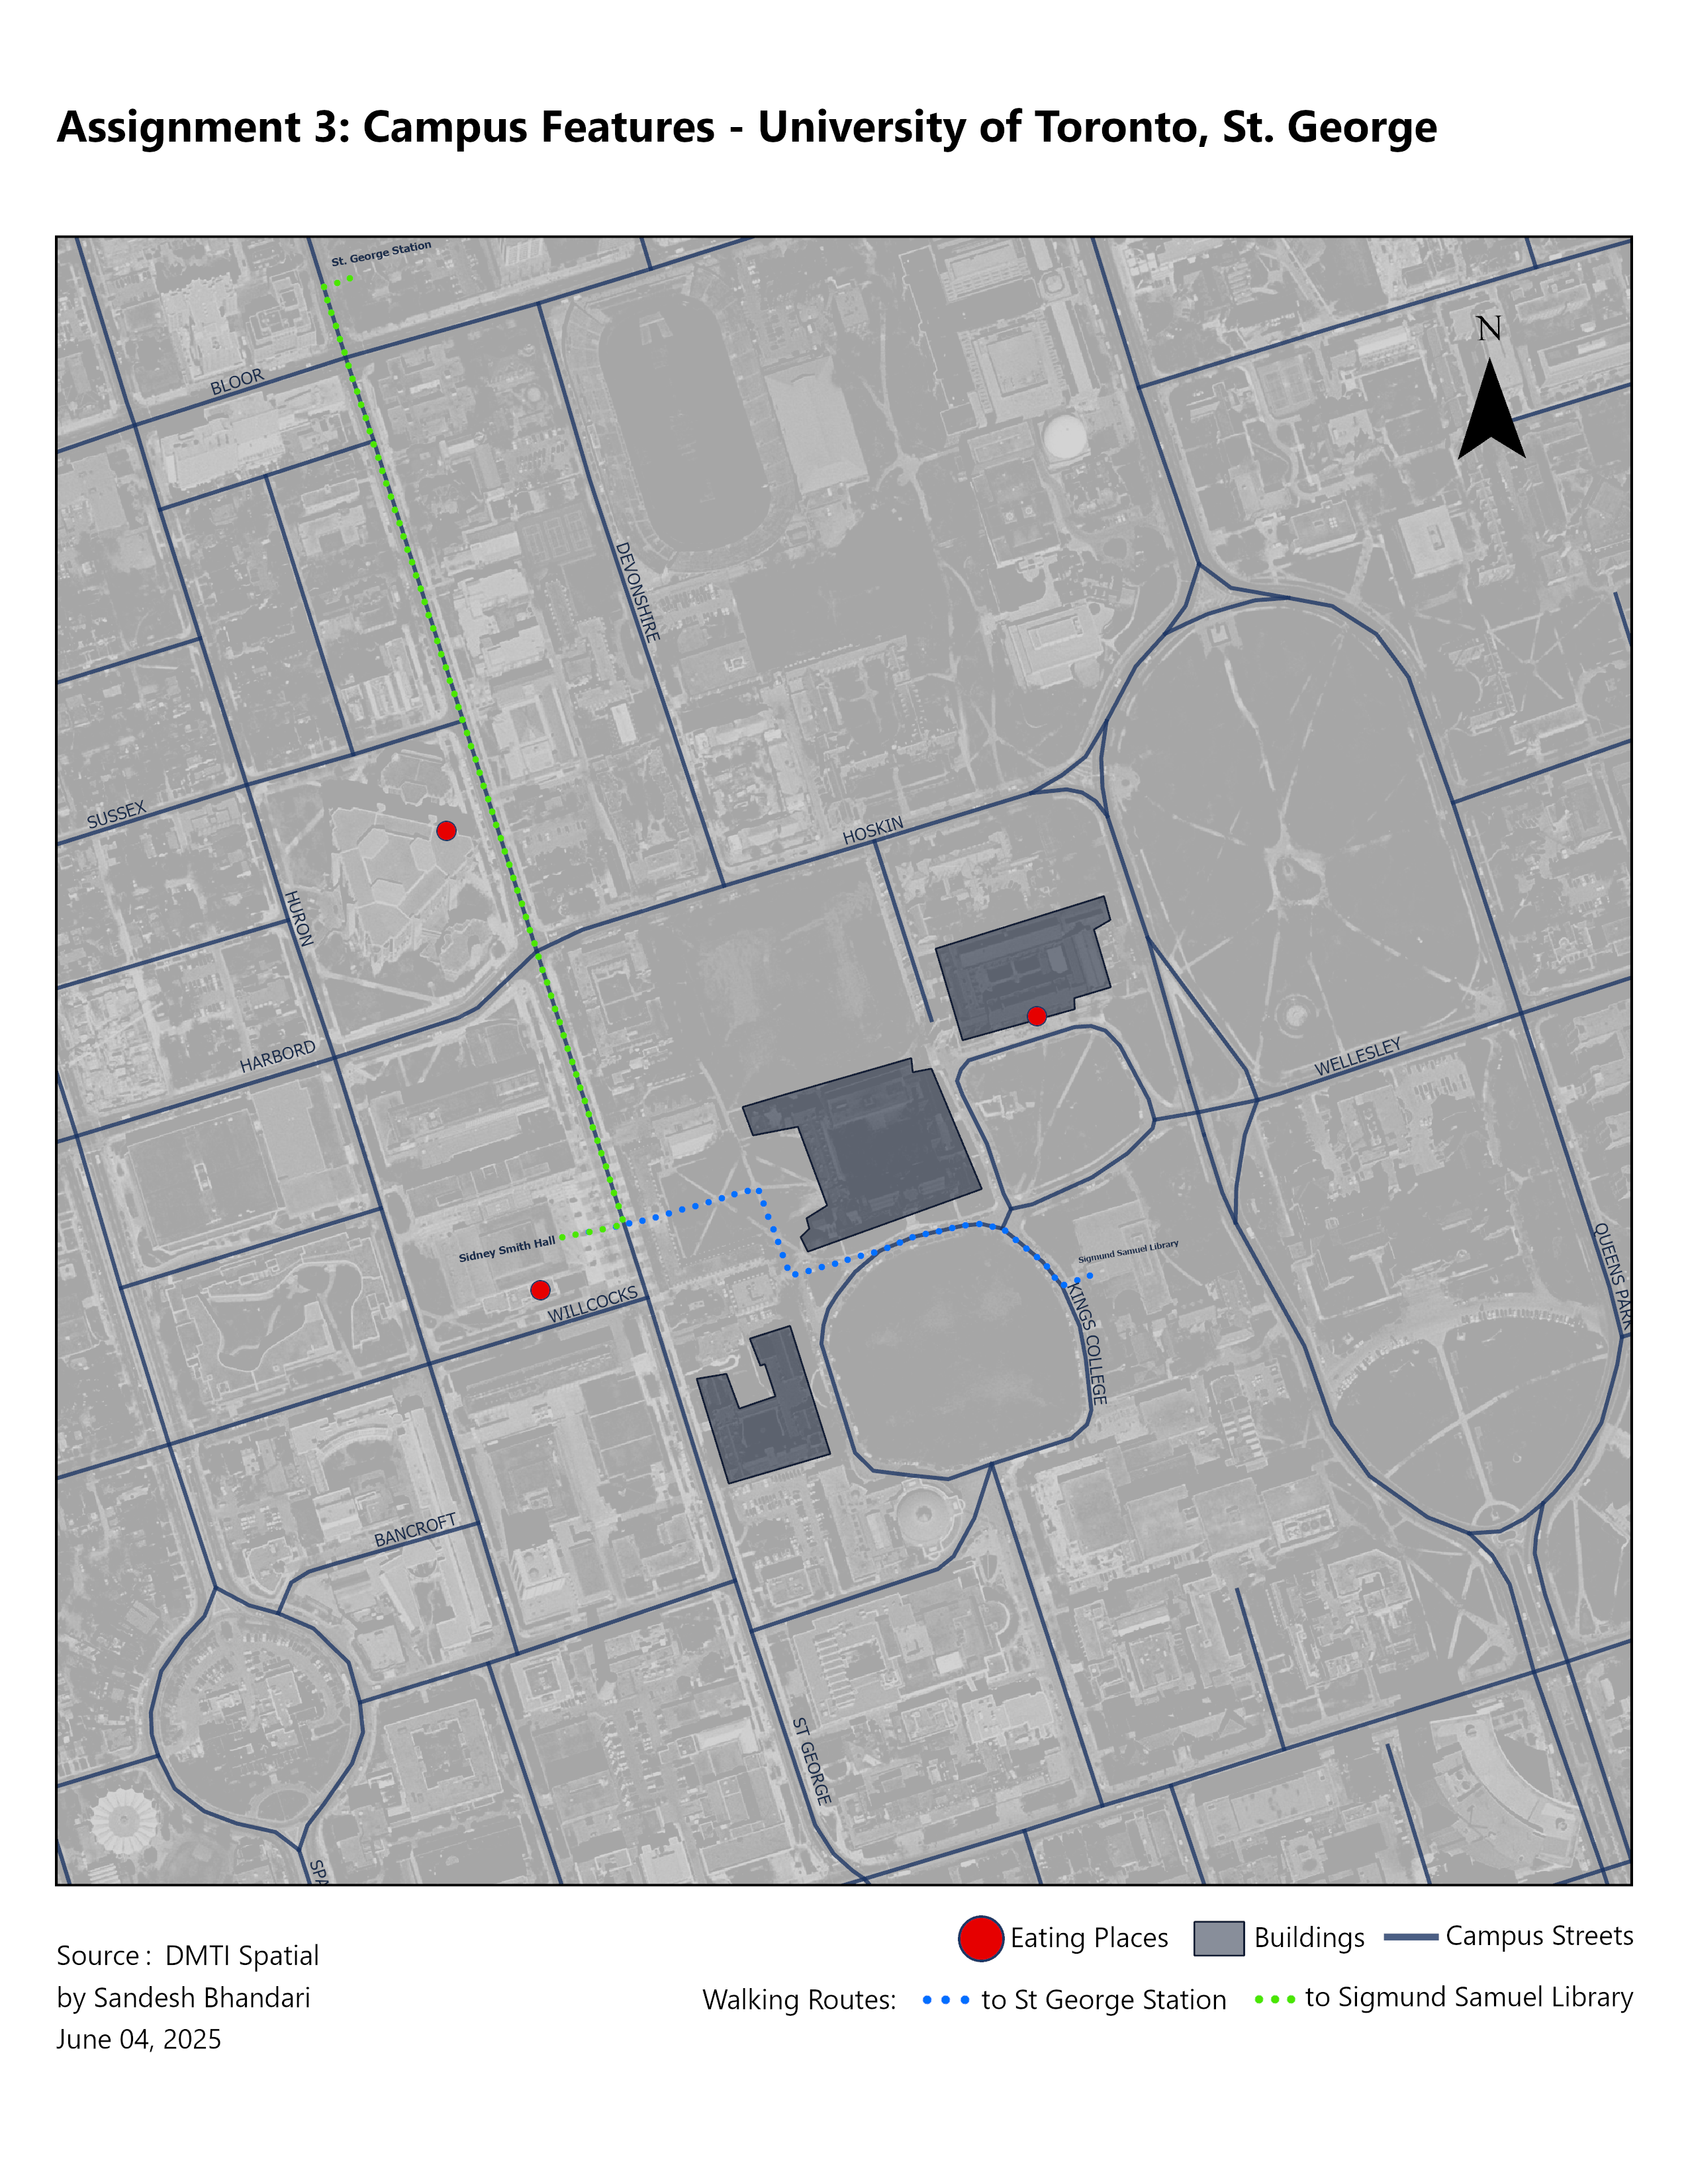 Assignment 3: Campus Features - University of Toronto, St. George
St. George Station
N
BLOOR
DEVONSHIRE
SUSSEX
HOSKIN
HURON
HARBORD
WELLESLEY
Sidney Smith Hall
Sigmund Samuel Library
WILLCOCKS
KINGS COLLEGE
QUEENS PARK
BANCROFT
ST GEORGE
SPA
Eating Places
Buildings
Campus Streets
Walking Routes:
to St George Station
to Sigmund Samuel Library
Source : DMTI Spatial
by Sandesh Bhandari
June 04, 2025